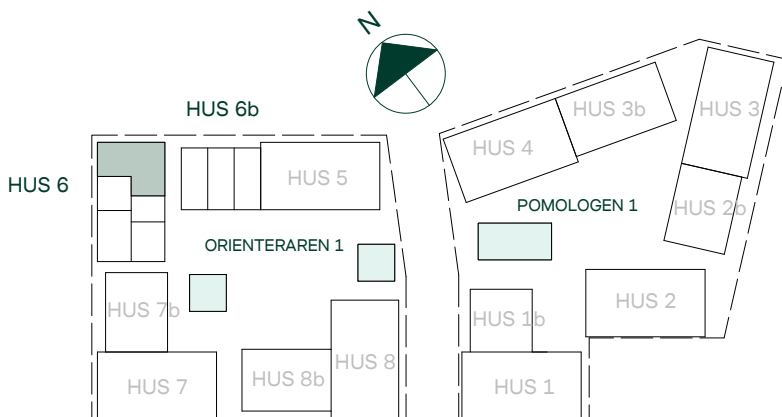 N
HUS 6b
HUS 3b
HUS 3
HUS 4
HUS 5
HUS 6
POMOLOGEN 1
HUS 2b
ORIENTERAREN 1
HUS 7b
HUS 2
HUS 1b
HUS 8
HUS 8b
HUS 7
HUS 1